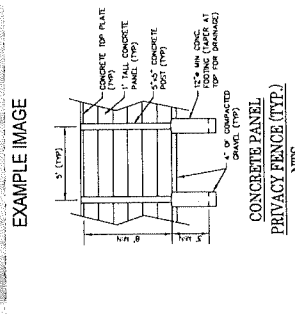 EXAMPLE IMAGE
CONCRETE TOP PLATE
(TYP)
1' TALL CONCRETE
PANEL (TYP)
5"x5" CONCRETE
POST (TYP)
12"ø MIN CONC.
FOOTING (TAPER AT
TOP FOR DRAINAGE)
4" OF COMPACTED
GRAVEL (TYP)
5' (TYP)
8' MIN
3' MIN
CONCRETE PANEL
PRIVACY FENCE (TYP.)
NTS